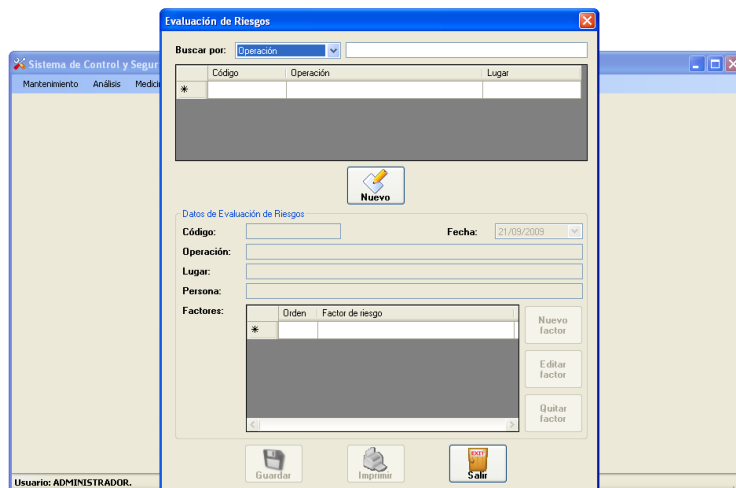 Evaluación de Riesgos
Buscar por: Operación
Sistema de Control y Segur
Mantenimiento Análisis Medici
Código Operación Lugar
Nuevo
Datos de Evaluación de Riesgos
Código: Fecha: 21/09/2009
Operación:
Lugar:
Persona:
Factores: Orden Factor de riesgo
Nuevo factor
Editar factor
Quitar factor
Guardar Imprimir EXIT Salir
Usuario: ADMINISTRADOR.